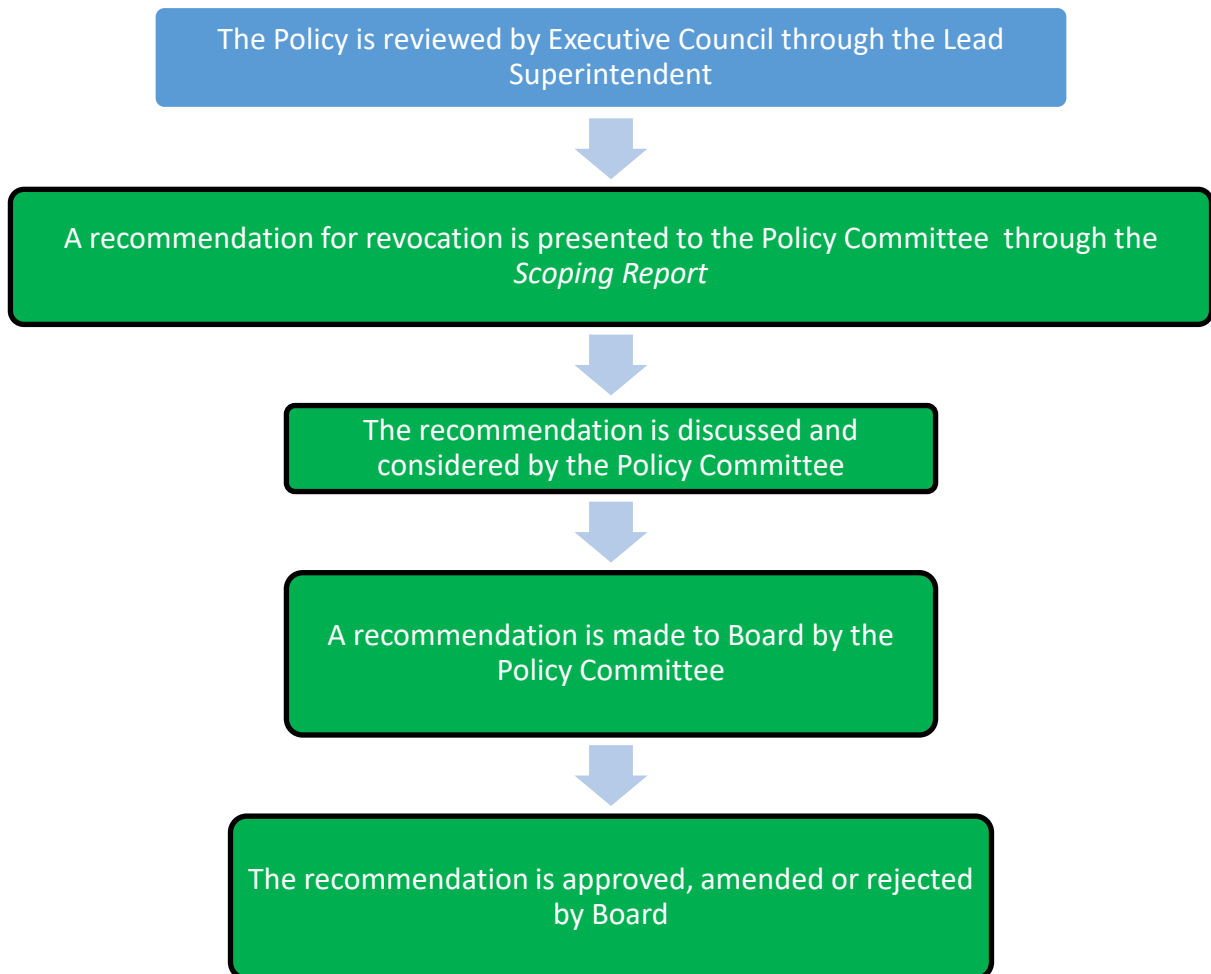 The Policy is reviewed by Executive Council through the Lead
Superintendent
A recommendation for revocation is presented to the Policy Committee  through the
Scoping Report
The recommendation is discussed and
considered by the Policy Committee
A recommendation is made to Board by the
Policy Committee
The recommendation is approved, amended or rejected
by Board